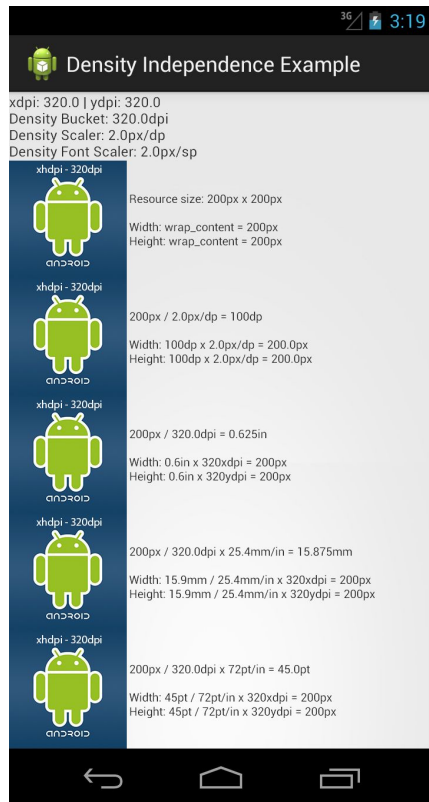 3G 3:19
Density Independence Example
xdpi: 320.0 | ydpi: 320.0
Density Bucket: 320.0dpi
Density Scaler: 2.0px/dp
Density Font Scaler: 2.0px/sp
xhdpi - 320dpi
ANDROID
Resource size: 200px x 200px
Width: wrap_content = 200px
Height: wrap_content = 200px
xhdpi - 320dpi
ANDROID
200px / 2.0px/dp = 100dp
Width: 100dp x 2.0px/dp = 200.0px
Height: 100dp x 2.0px/dp = 200.0px
xhdpi - 320dpi
ANDROID
200px / 320.0dpi = 0.625in
Width: 0.6in x 320xdpi = 200px
Height: 0.6in x 320ydpi = 200px
xhdpi - 320dpi
ANDROID
200px / 320.0dpi x 25.4mm/in = 15.875mm
Width: 15.9mm / 25.4mm/in x 320xdpi = 200px
Height: 15.9mm / 25.4mm/in x 320ydpi = 200px
xhdpi - 320dpi
ANDROID
200px / 320.0dpi x 72pt/in = 45.0pt
Width: 45pt / 72pt/in x 320xdpi = 200px
Height: 45pt / 72pt/in x 320ydpi = 200px